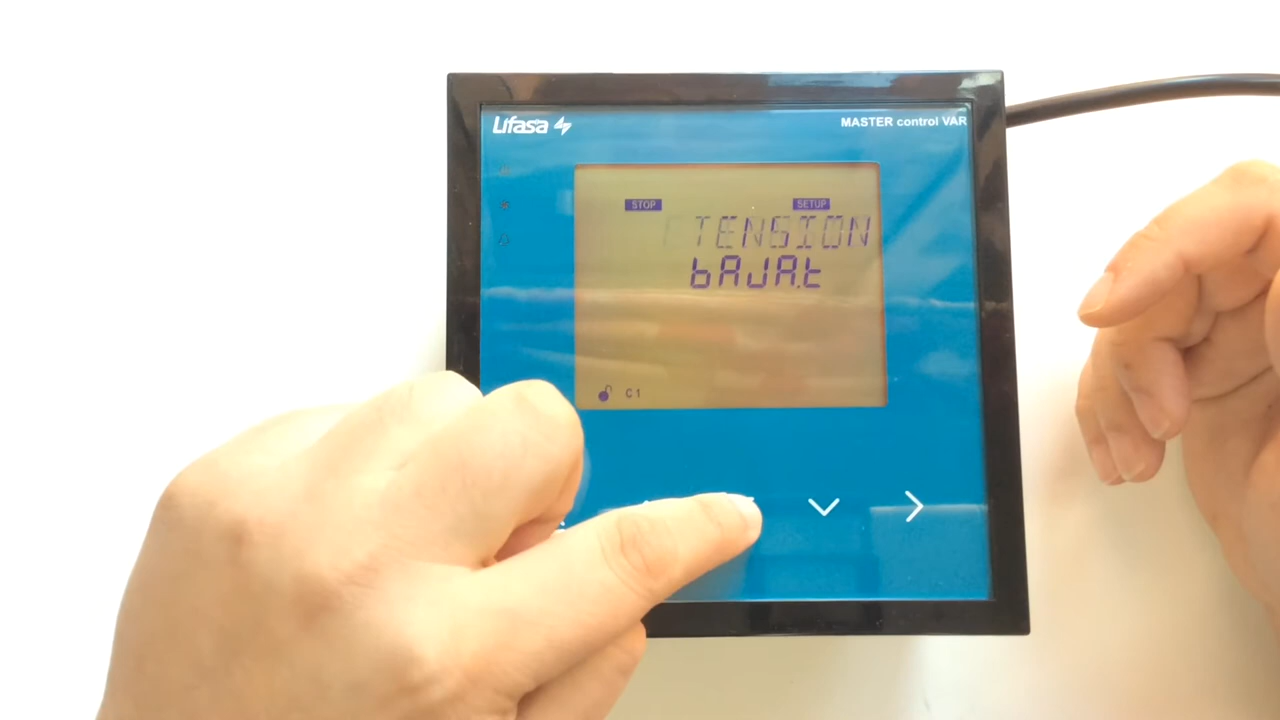 Lifasa
MASTER control VAR
STOP
SETUP
TENSION
bAJA.t
C1